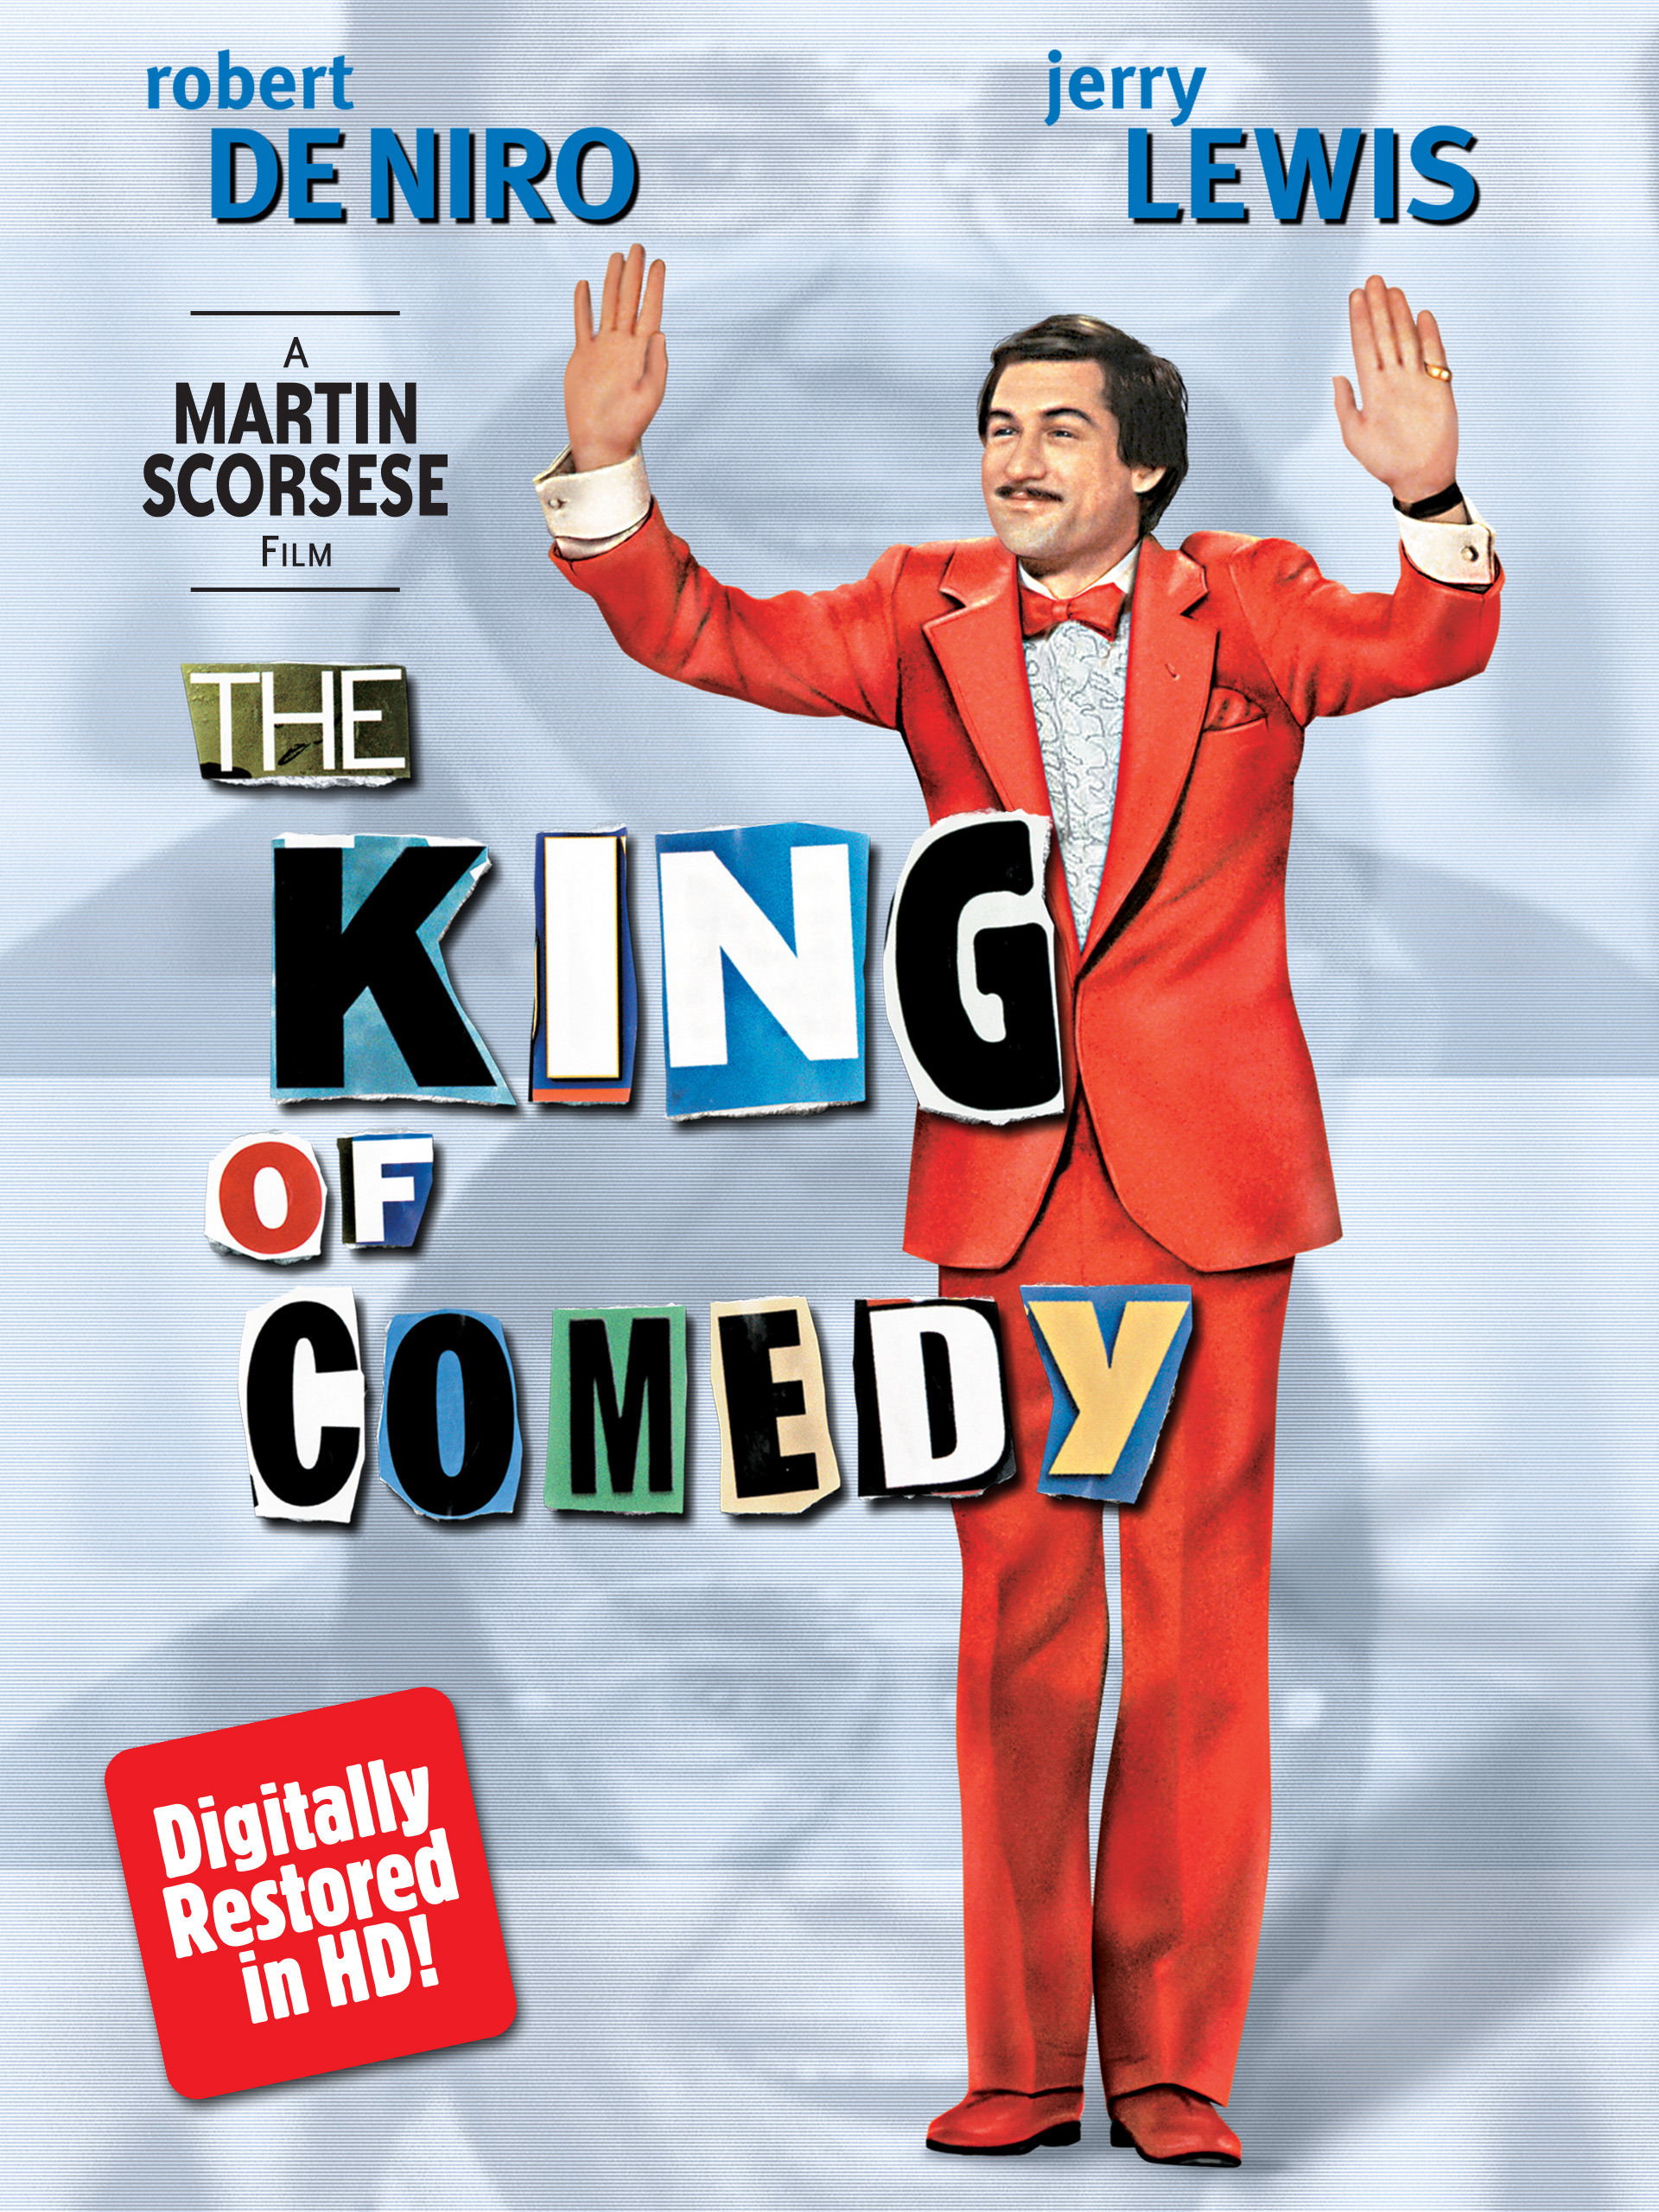 robert
DE NIRO
jerry
LEWIS
A
MARTIN
SCORSESE
FILM
THE
KING
OF
COMEDY
Digitally
Restored
in HD!